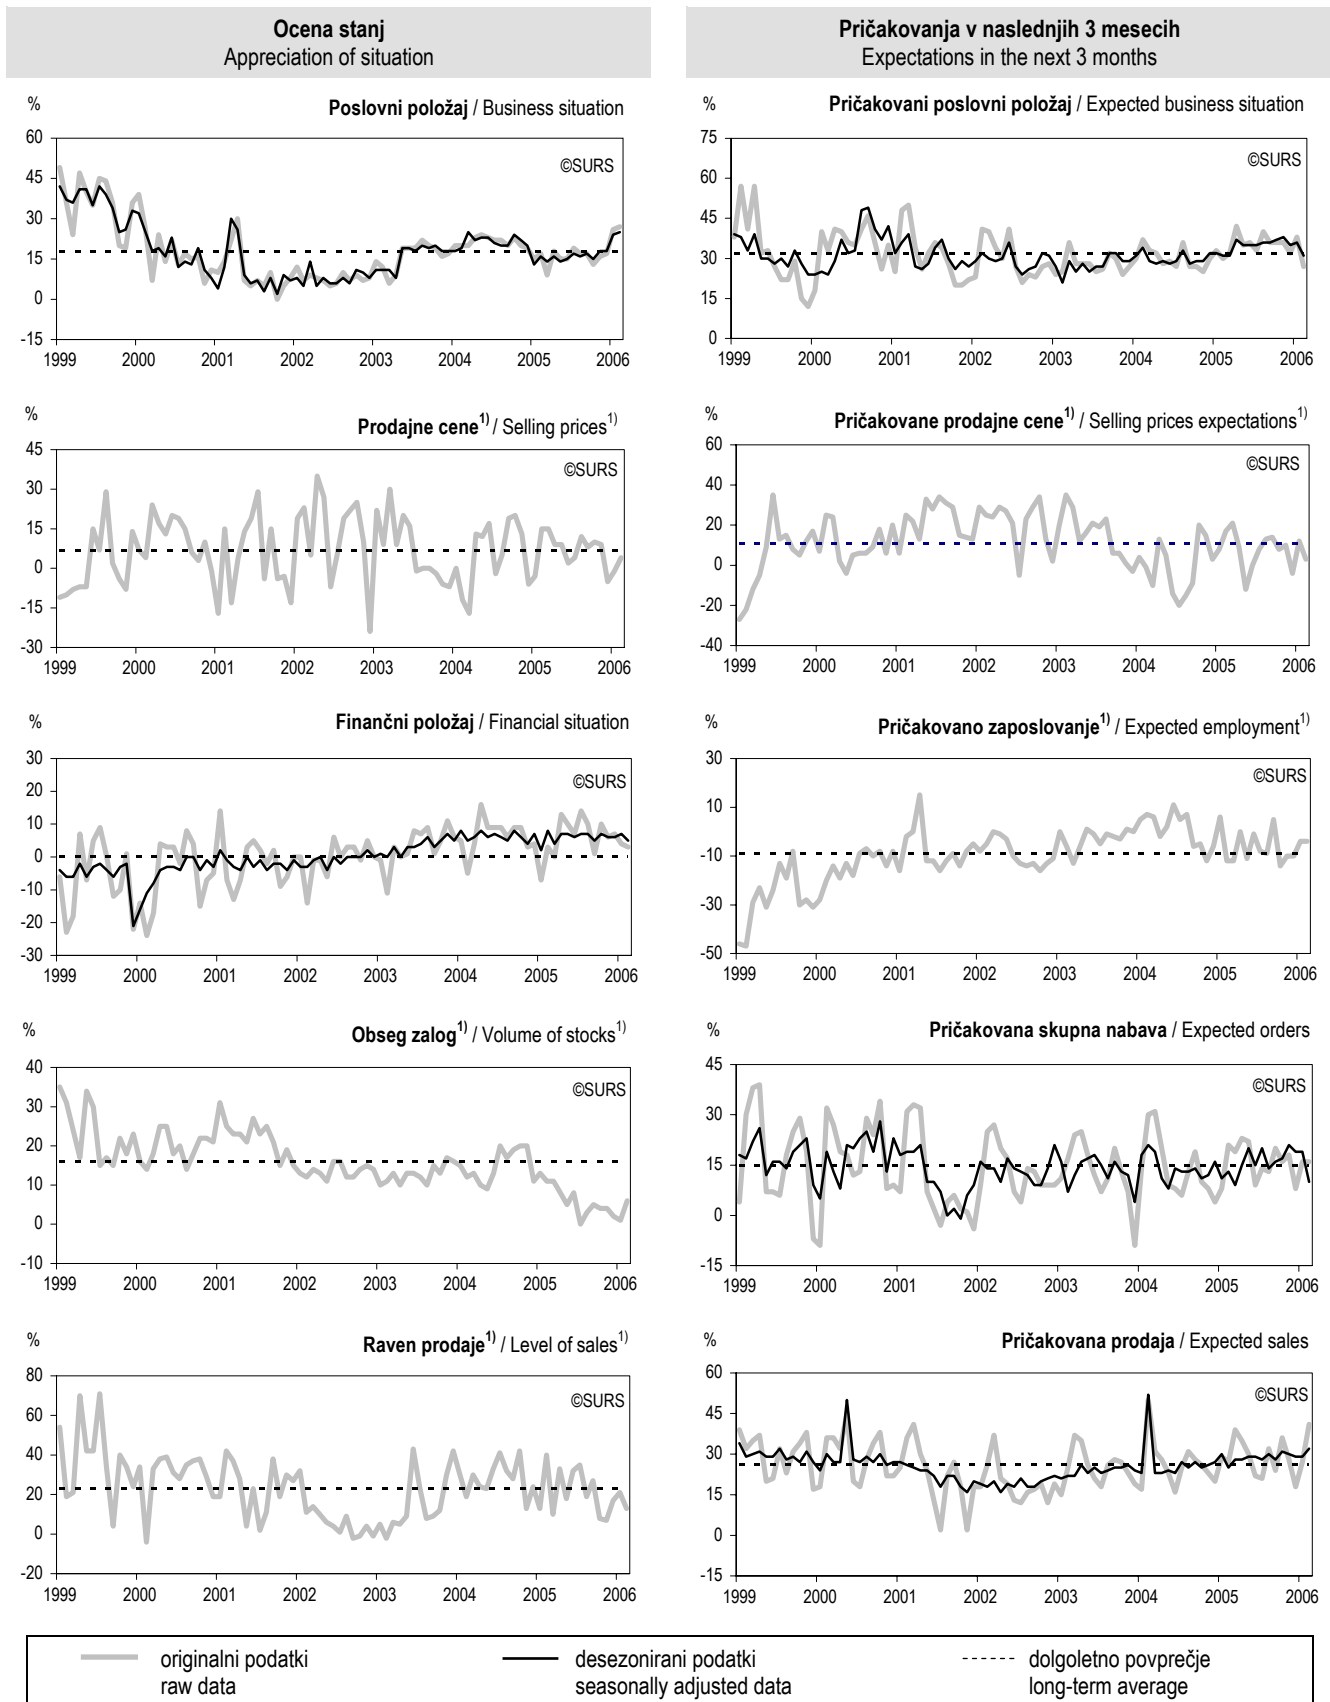 Ocena stanj
Appreciation of situation
Pričakovanja v naslednjih 3 mesecih
Expectations in the next 3 months
%
Poslovni položaj / Business situation
©SURS
60
45
30
15
0
-15
1999 2000 2001 2002 2003 2004 2005 2006
%
Pričakovani poslovni položaj / Expected business situation
©SURS
75
60
45
30
15
0
1999 2000 2001 2002 2003 2004 2005 2006
%
Prodajne cene1) / Selling prices1)
©SURS
45
30
15
0
-15
-30
1999 2000 2001 2002 2003 2004 2005 2006
%
Pričakovane prodajne cene1) / Selling prices expectations1)
©SURS
60
40
20
0
-20
-40
1999 2000 2001 2002 2003 2004 2005 2006
%
Finančni položaj / Financial situation
©SURS
30
20
10
0
-10
-20
-30
1999 2000 2001 2002 2003 2004 2005 2006
%
Pričakovano zaposlovanje1) / Expected employment1)
©SURS
30
10
-10
-30
-50
1999 2000 2001 2002 2003 2004 2005 2006
%
Obseg zalog1) / Volume of stocks1)
©SURS
40
30
20
10
0
-10
1999 2000 2001 2002 2003 2004 2005 2006
%
Pričakovana skupna nabava / Expected orders
©SURS
45
30
15
0
-15
1999 2000 2001 2002 2003 2004 2005 2006
%
Raven prodaje1) / Level of sales1)
©SURS
80
60
40
20
0
-20
1999 2000 2001 2002 2003 2004 2005 2006
%
Pričakovana prodaja / Expected sales
©SURS
60
45
30
15
0
-15
1999 2000 2001 2002 2003 2004 2005 2006
originalni podatki
raw data
desezonirani podatki
seasonally adjusted data
dolgoletno povprečje
long-term average